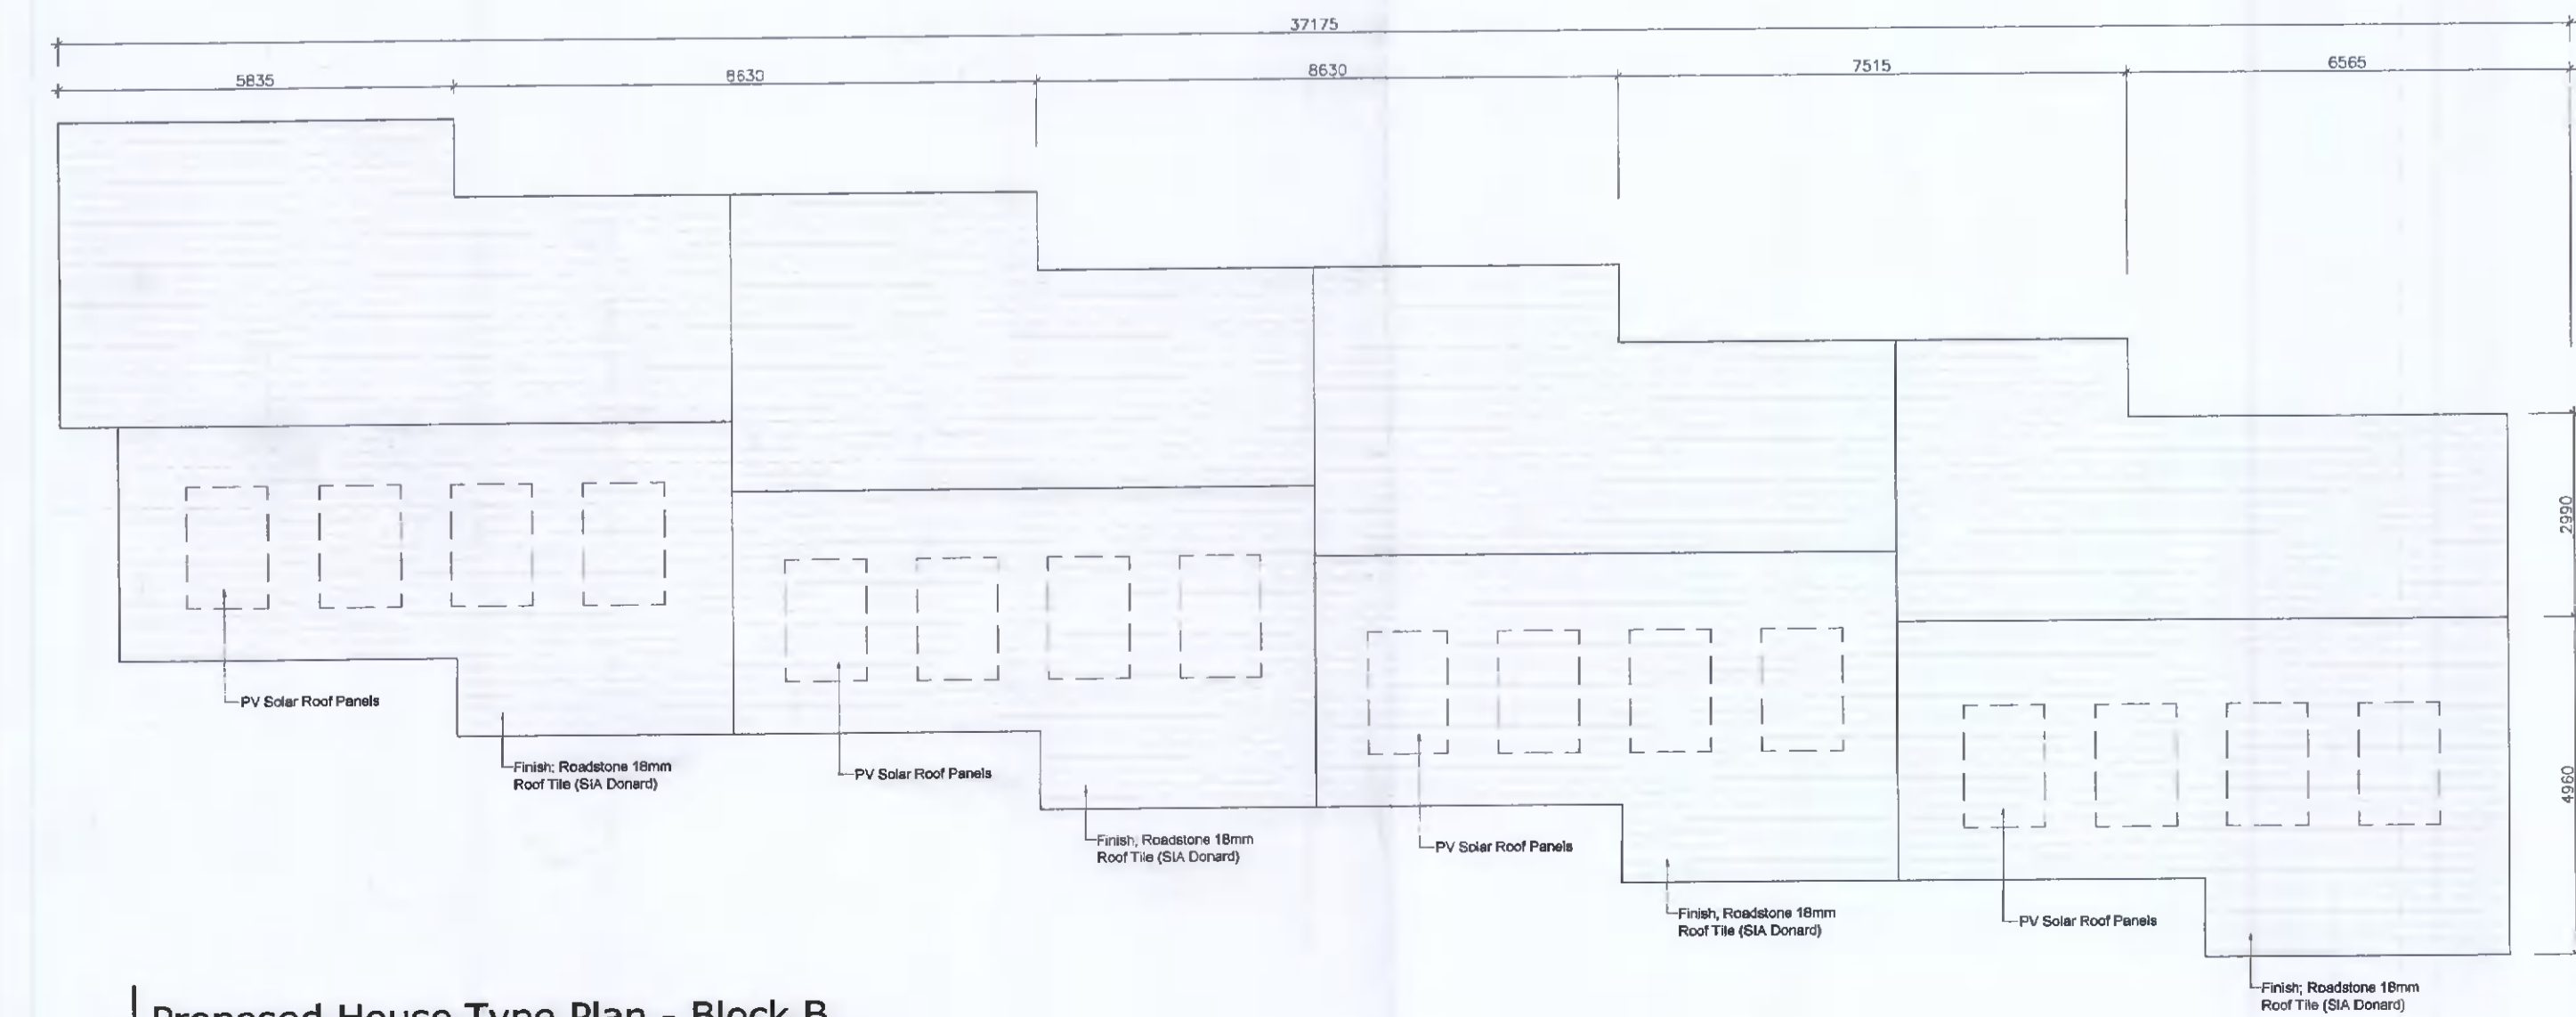 37175
5835
8630
8630
7515
6565
2990
4960
PV Solar Roof Panels
Finish; Roadstone 18mm
Roof Tile (SIA Donard)
PV Solar Roof Panels
Finish, Roadstone 18mm
Roof Tile (SIA Donard)
PV Solar Roof Panels
Finish, Roadstone 18mm
Roof Tile (SIA Donard)
PV Solar Roof Panels
Finish; Roadstone 18mm
Roof Tile (SIA Donard)
Proposed House Type Plan - Block B